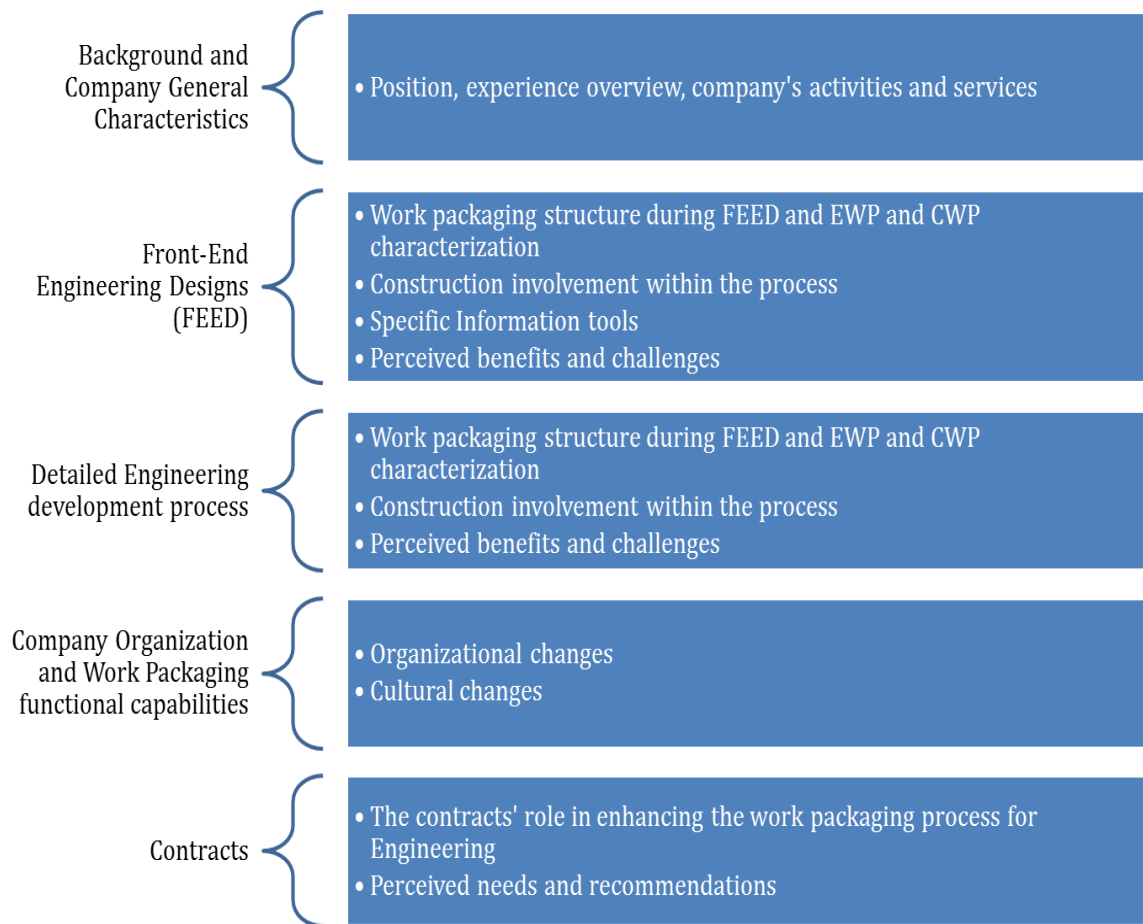 Background and
Company General
Characteristics
• Position, experience overview, company's activities and services
Front-End
Engineering Designs
(FEED)
• Work packaging structure during FEED and EWP and CWP
characterization
• Construction involvement within the process
• Specific Information tools
• Perceived benefits and challenges
Detailed Engineering
development process
• Work packaging structure during FEED and EWP and CWP
characterization
• Construction involvement within the process
• Perceived benefits and challenges
Company Organization
and Work Packaging
functional capabilities
• Organizational changes
• Cultural changes
Contracts
• The contracts' role in enhancing the work packaging process for
Engineering
• Perceived needs and recommendations